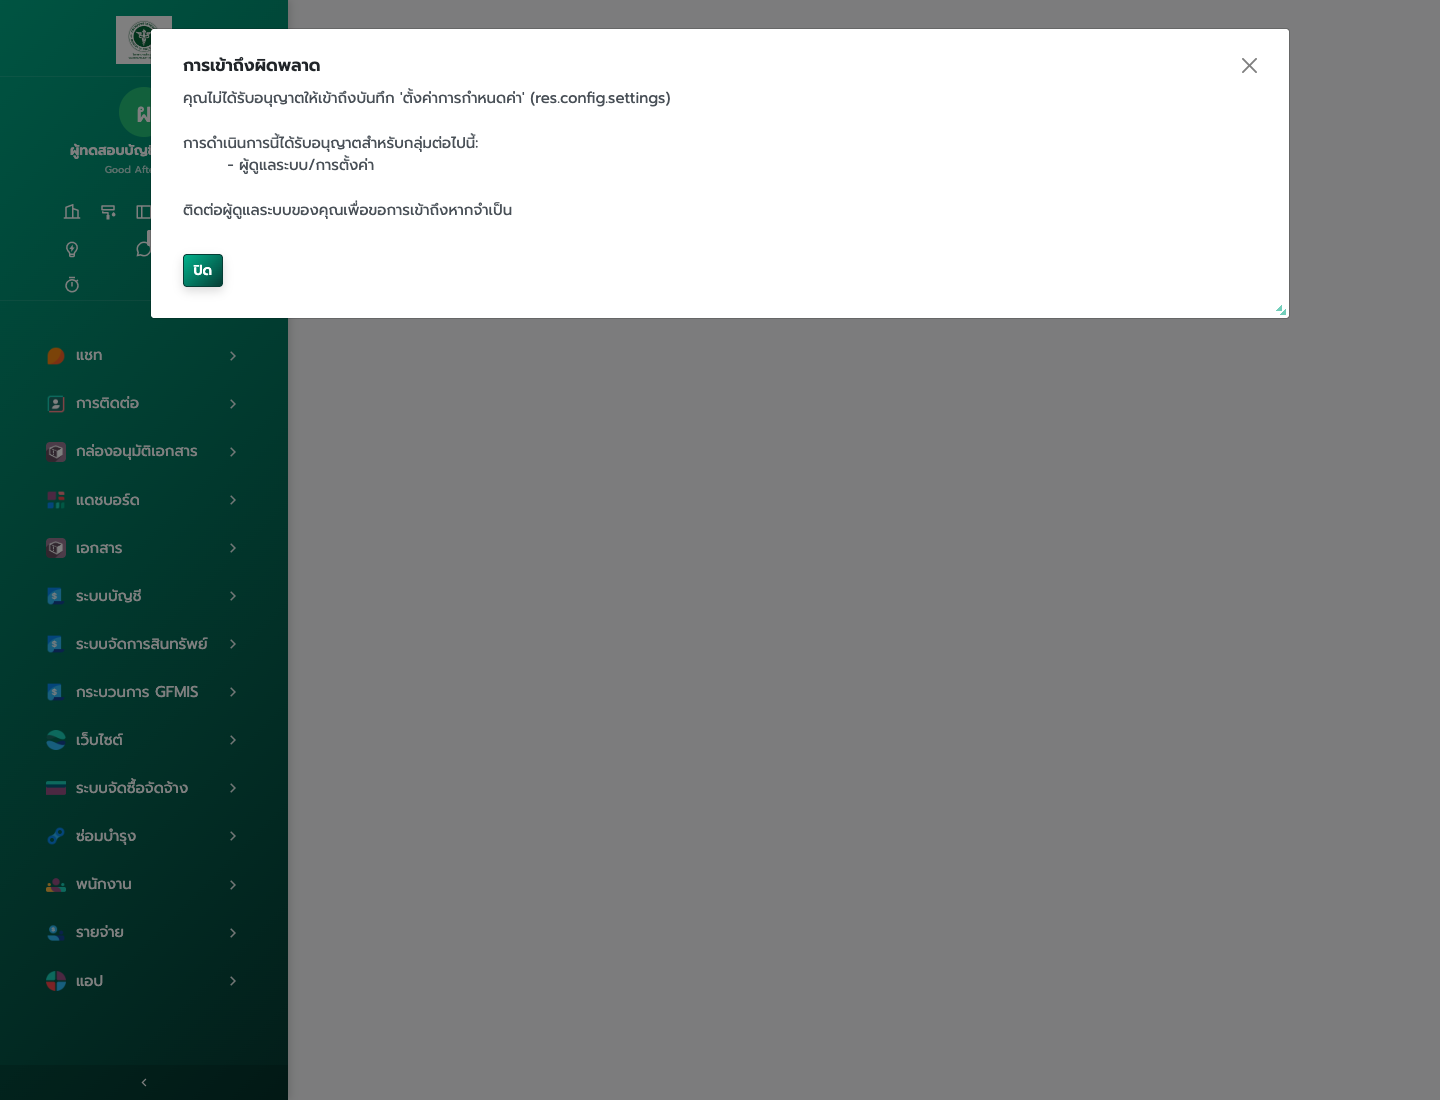 การเข้าถึงผิดพลาด
คุณไม่ได้รับอนุญาตให้เข้าถึงบันทึก 'ตั้งค่าการกำหนดค่า' (res.config.settings)
การดำเนินการนี้ได้รับอนุญาตสำหรับกลุ่มต่อไปนี้:
- ผู้ดูแลระบบ/การตั้งค่า
ติดต่อผู้ดูแลระบบของคุณเพื่อขอการเข้าถึงหากจำเป็น
ปิด
ผ
ผู้ทดสอบบัญชี
Good Afte
แชท
การติดต่อ
กล่องอนุมัติเอกสาร
แดชบอร์ด
เอกสาร
ระบบบัญชี
ระบบจัดการสินทรัพย์
กระบวนการ GFMIS
เว็บไซต์
ระบบจัดซื้อจัดจ้าง
ซ่อมบำรุง
พนักงาน
รายจ่าย
แอป